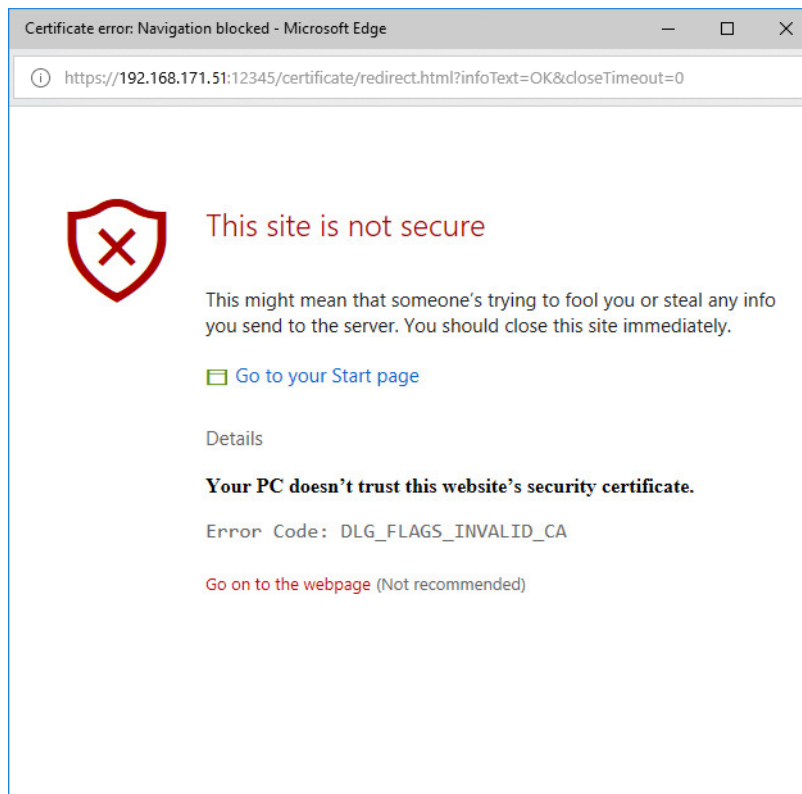 Certificate error: Navigation blocked - Microsoft Edge
https://192.168.171.51:12345/certificate/redirect.html?infoText=OK&closeTimeout=0
This site is not secure
This might mean that someone's trying to fool you or steal any info
you send to the server. You should close this site immediately.
Go to your Start page
Details
Your PC doesn't trust this website's security certificate.
Error Code: DLG_FLAGS_INVALID_CA
Go on to the webpage (Not recommended)